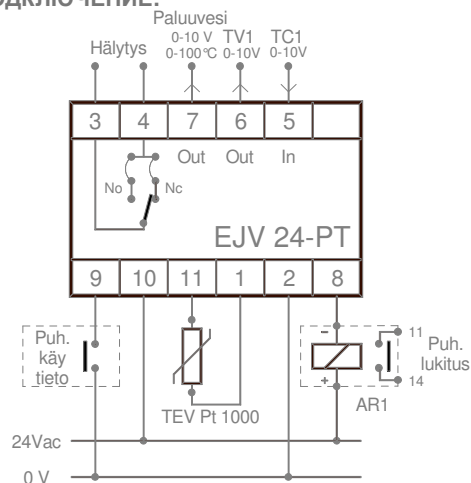 ОДКЛЮЧЕНИЕ:
Paluuvesi
Hälytys
0-10 V TV1 TC1
0-100°C 0-10V 0-10V
3 4 7 6 5
Out Out In
No Nc
EJV 24-PT
9 10 11 1 2 8
Puh.
käy
tieto
TEV Pt 1000
- 11
+ 14
Puh.
lukitus
AR1
24Vac
0 V